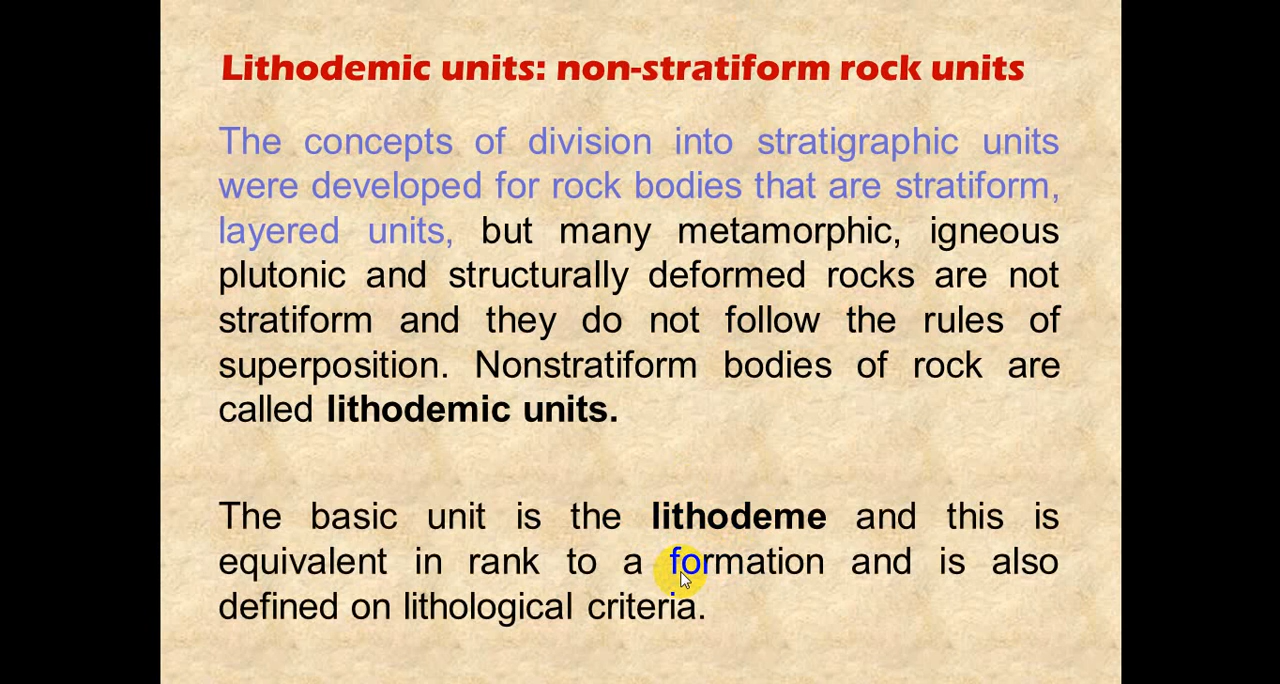 Lithodemic units: non-stratiform rock units
The concepts of division into stratigraphic units
were developed for rock bodies that are stratiform,
layered units, but many metamorphic, igneous
plutonic and structurally deformed rocks are not
stratiform and they do not follow the rules of
superposition. Nonstratiform bodies of rock are
called lithodemic units.
The basic unit is the lithodeme and this is
equivalent in rank to a formation and is also
defined on lithological criteria.